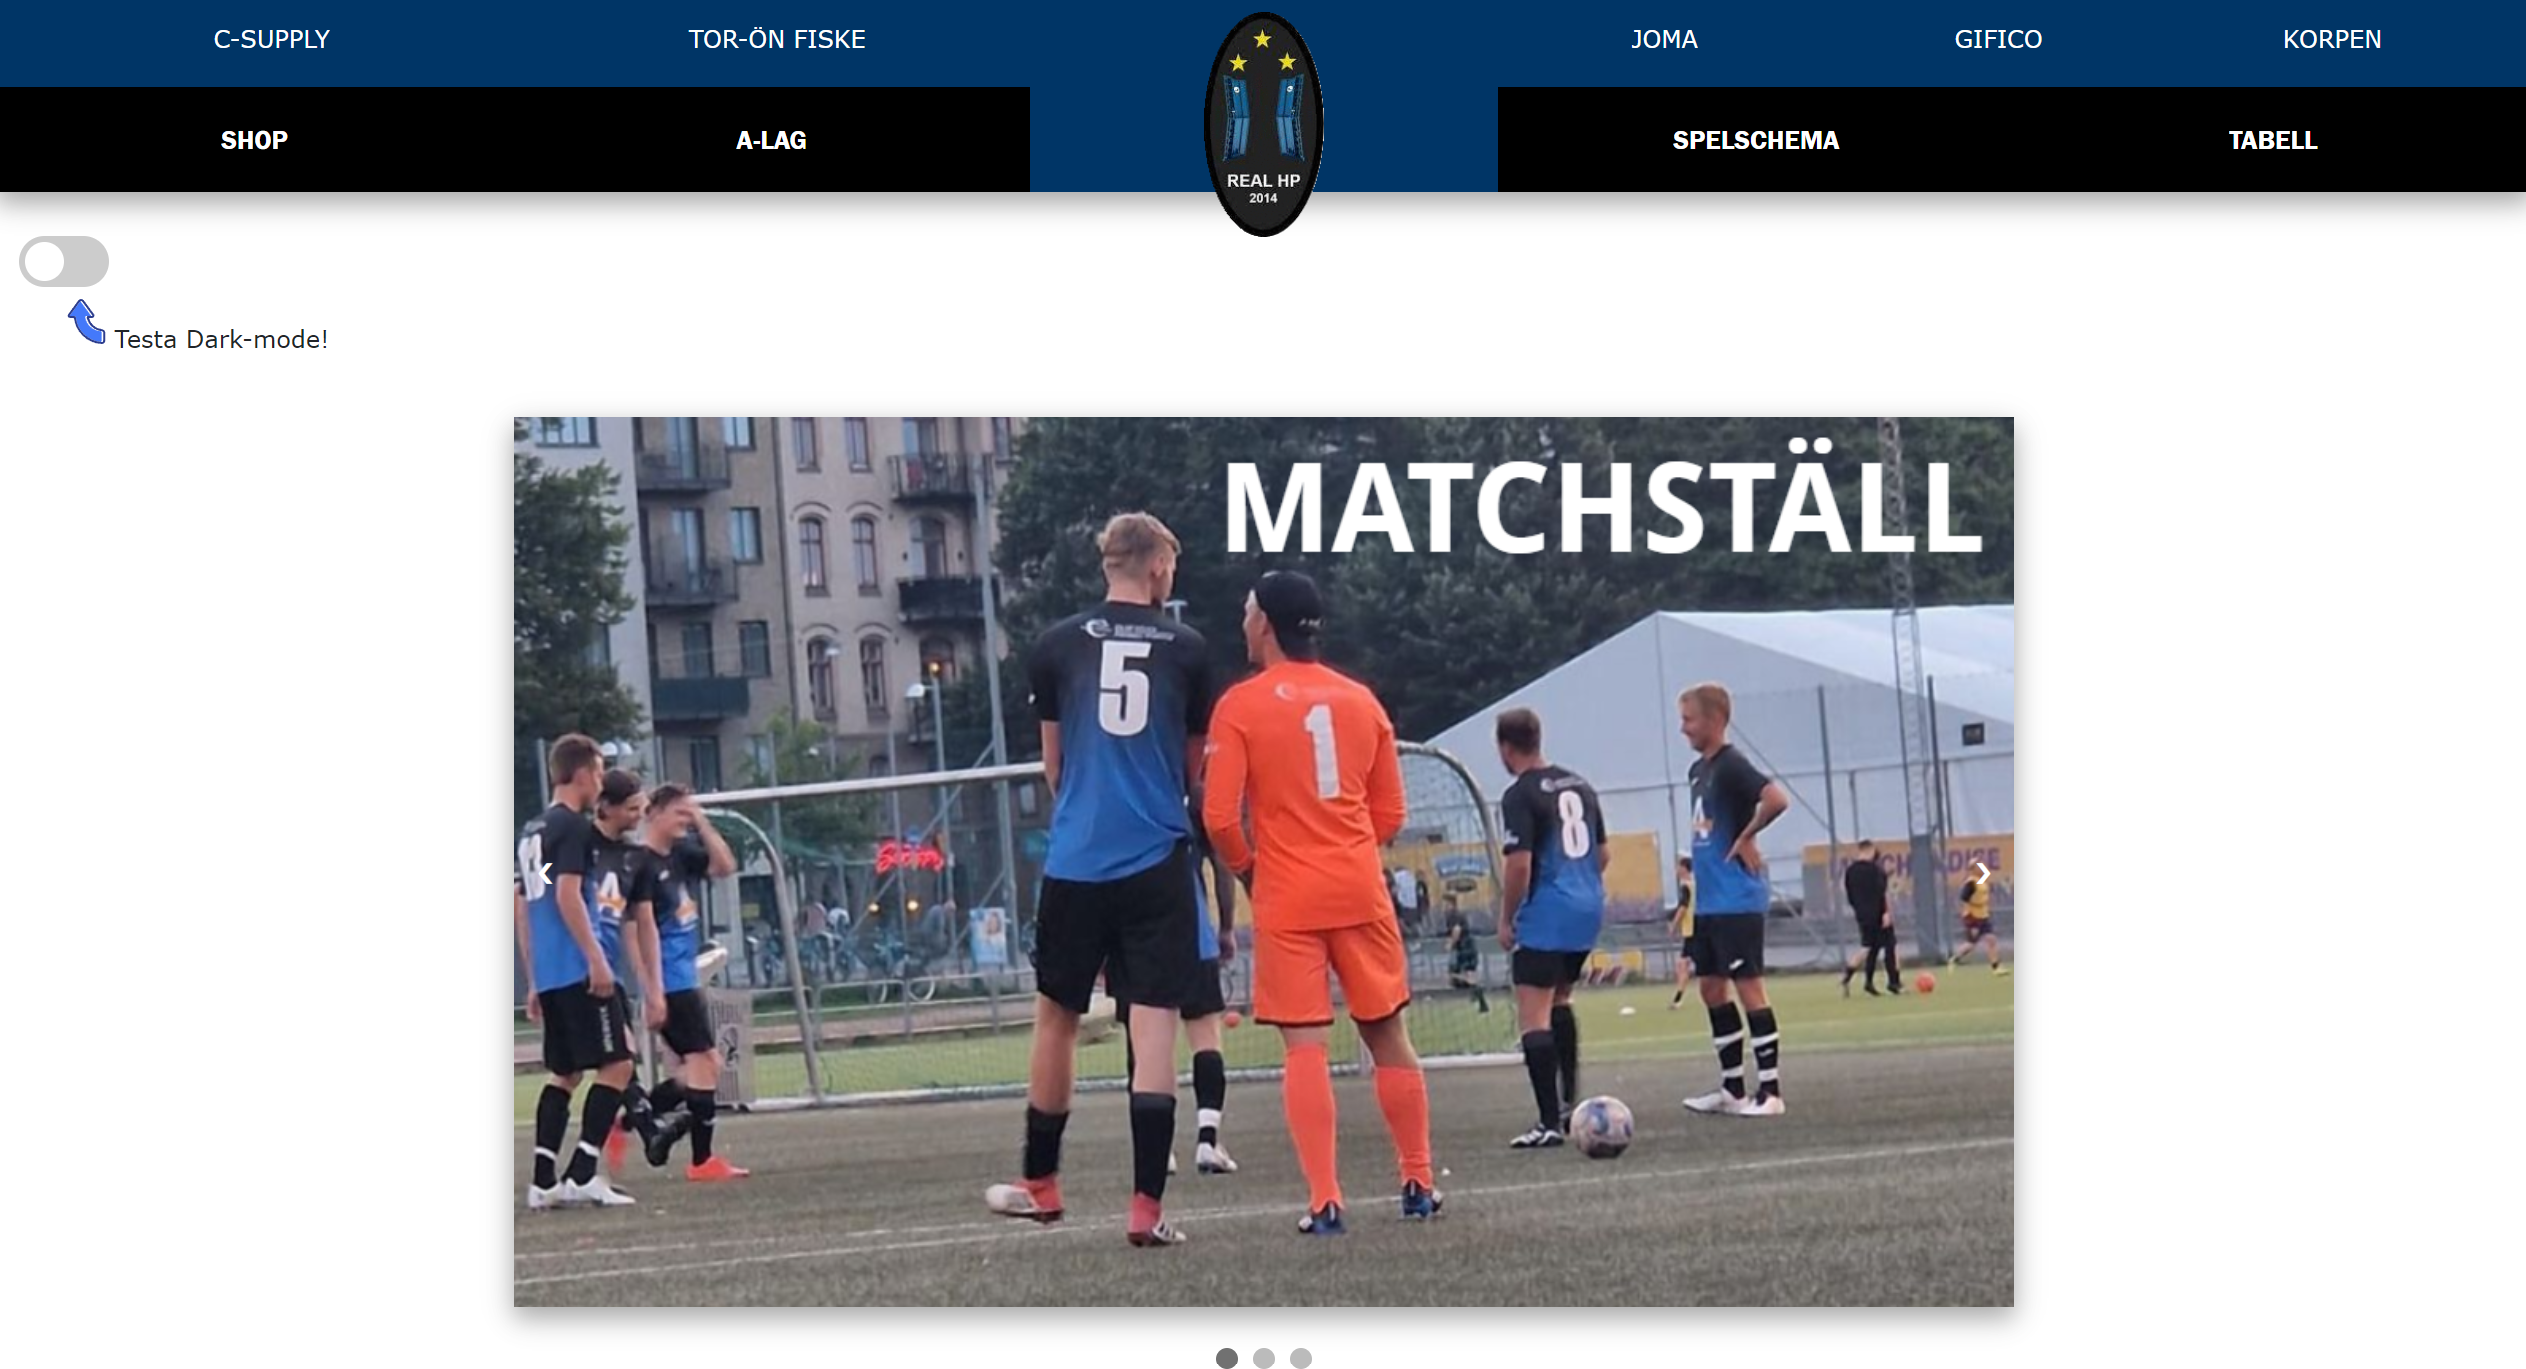 C-SUPPLY
TOR-ÖN FISKE
JOMA
GIFICO
KORPEN
SHOP
A-LAG
REAL HP
2014
SPELSCHEMA
TABELL
Testa Dark-mode!
MATCHSTÄLL
5
1
8